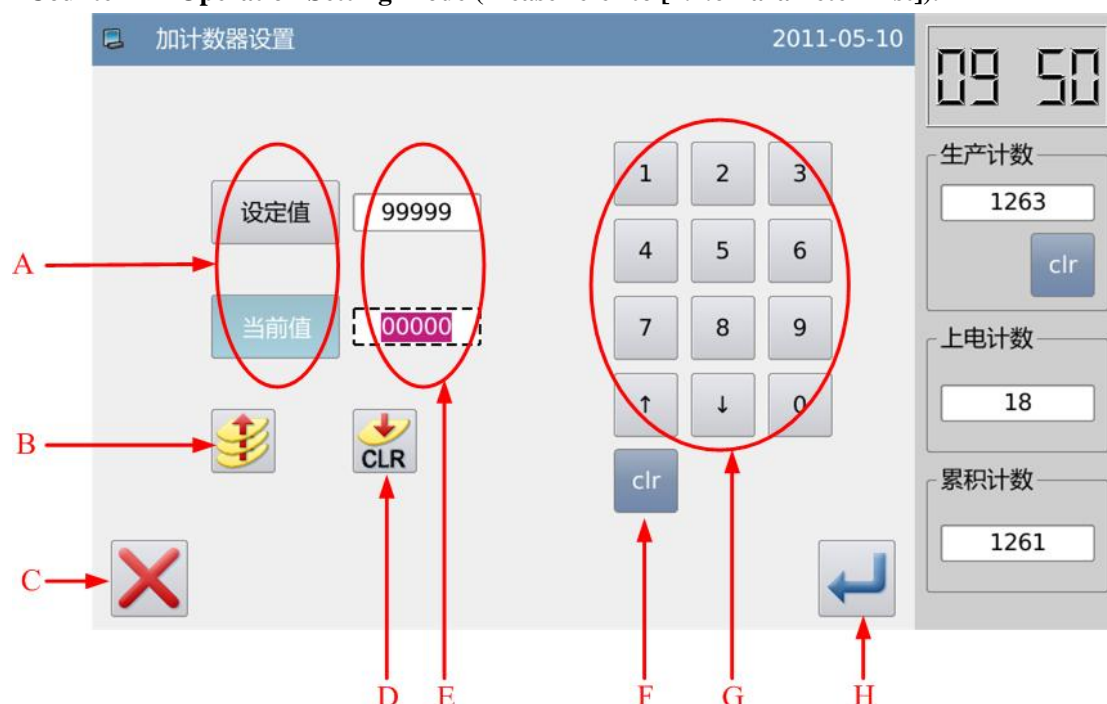 Operation Setting Mode (Please refer to [
Parameter List]).
加计数器设置
2011-05-10
09 50
设定值
99999
当前值
00000
CLR
1 2 3
4 5 6
7 8 9
↑ ↓ 0
clr
生产计数
1263
clr
上电计数
18
累积计数
1261
A
B
C
D E F G H